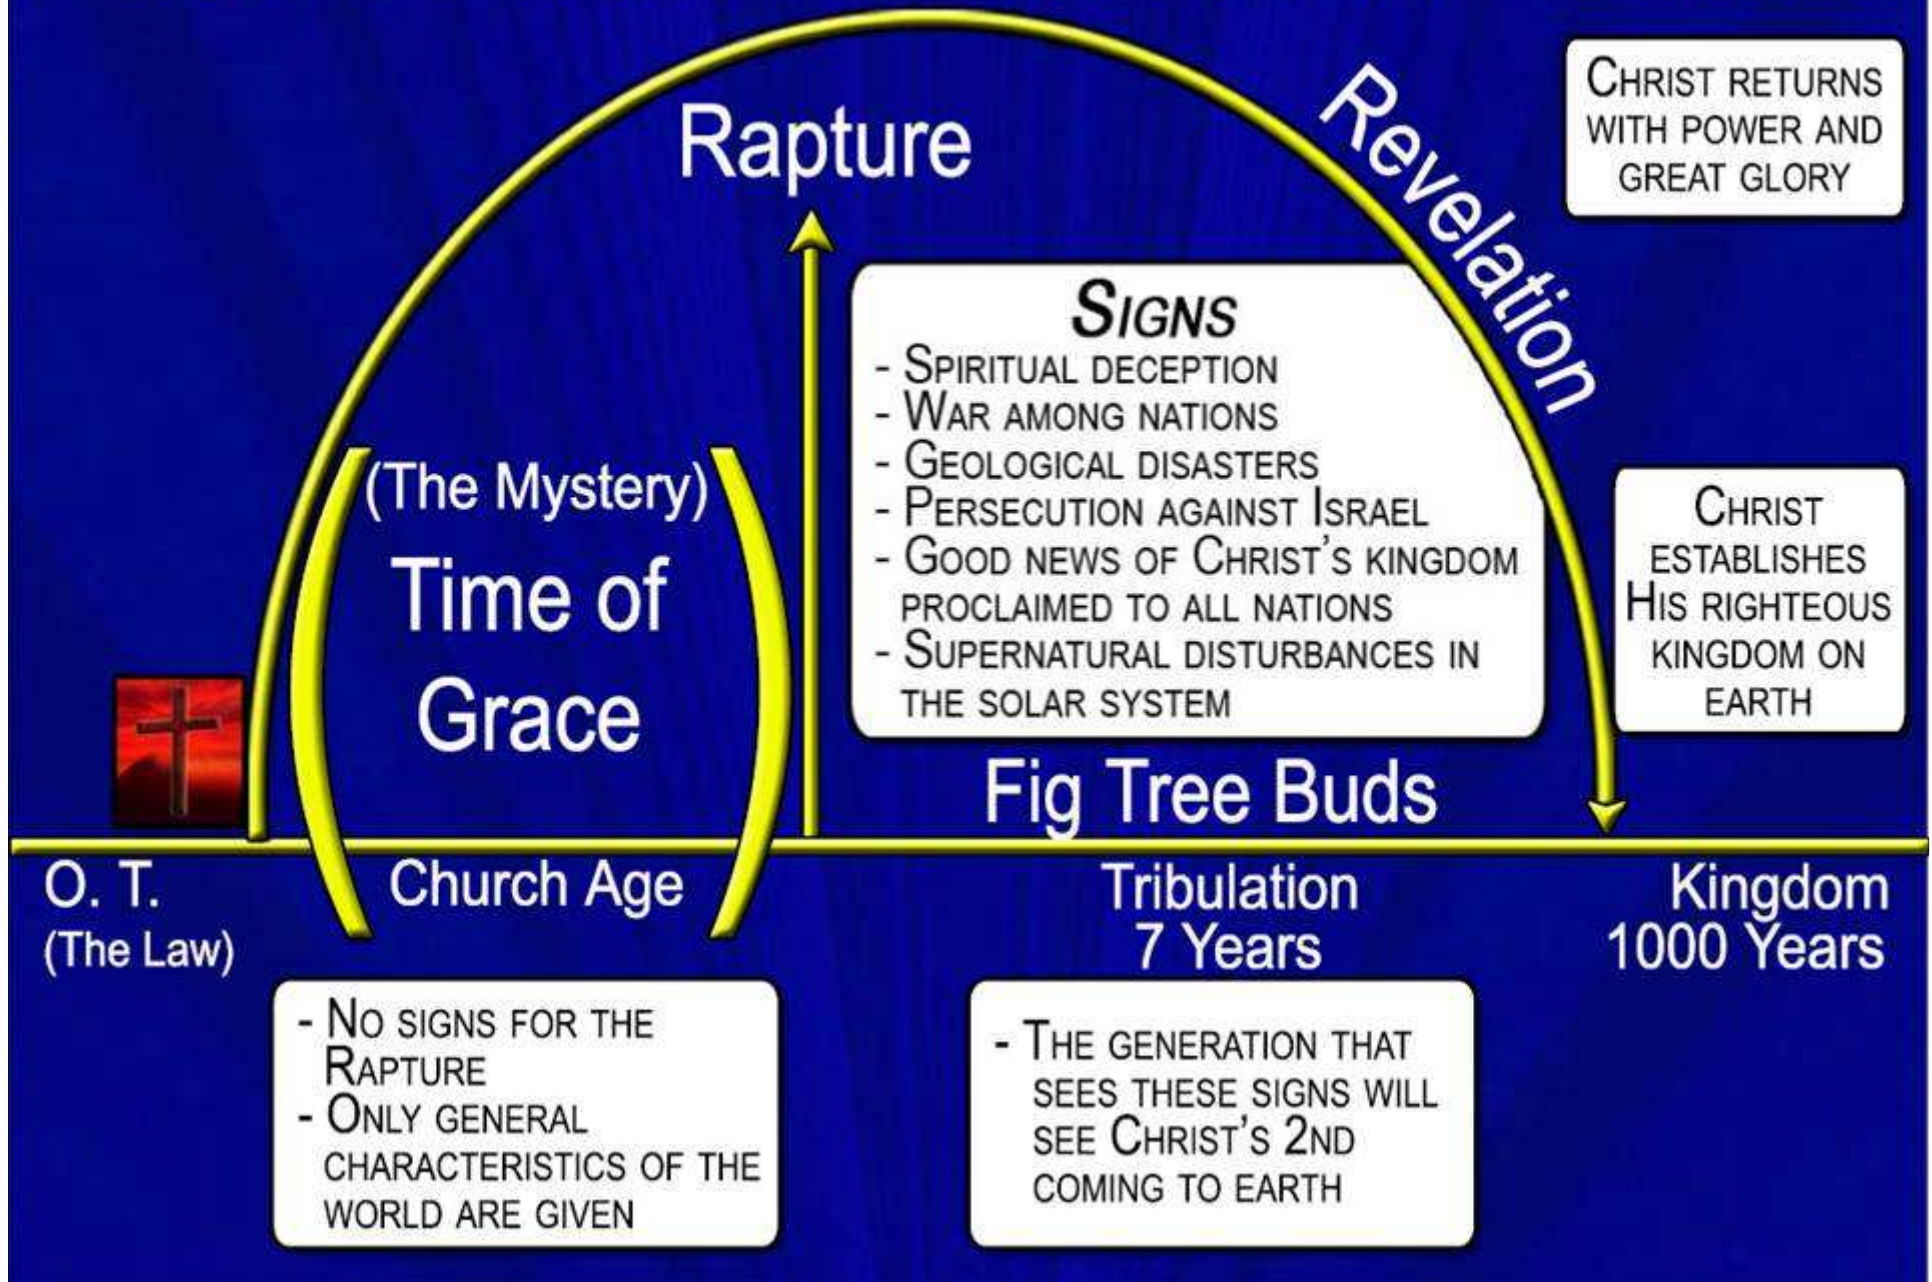 Rapture
Revelation
CHRIST RETURNS
WITH POWER AND
GREAT GLORY
SIGNS
- SPIRITUAL DECEPTION
- WAR AMONG NATIONS
- GEOLOGICAL DISASTERS
- PERSECUTION AGAINST ISRAEL
- GOOD NEWS OF CHRIST'S KINGDOM
PROCLAIMED TO ALL NATIONS
- SUPERNATURAL DISTURBANCES IN
THE SOLAR SYSTEM
(The Mystery)
Time of
Grace
CHRIST
ESTABLISHES
HIS RIGHTEOUS
KINGDOM ON
EARTH
Fig Tree Buds
O. T.
(The Law)
Church Age
Tribulation
7 Years
Kingdom
1000 Years
- NO SIGNS FOR THE
RAPTURE
- ONLY GENERAL
CHARACTERISTICS OF THE
WORLD ARE GIVEN
- THE GENERATION THAT
SEES THESE SIGNS WILL
SEE CHRIST'S 2ND
COMING TO EARTH